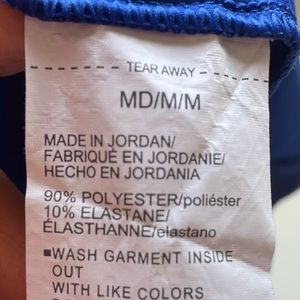 TEAR AWAY
MD/M/M
MADE IN JORDAN/
FABRIQUÉ EN JORDANIE/
HECHO EN JORDANIA
90% POLYESTER/poliéster
10% ELASTANE/
ÉLASTHANNE/elastano
■WASH GARMENT INSIDE
OUT
WITH LIKE COLORS